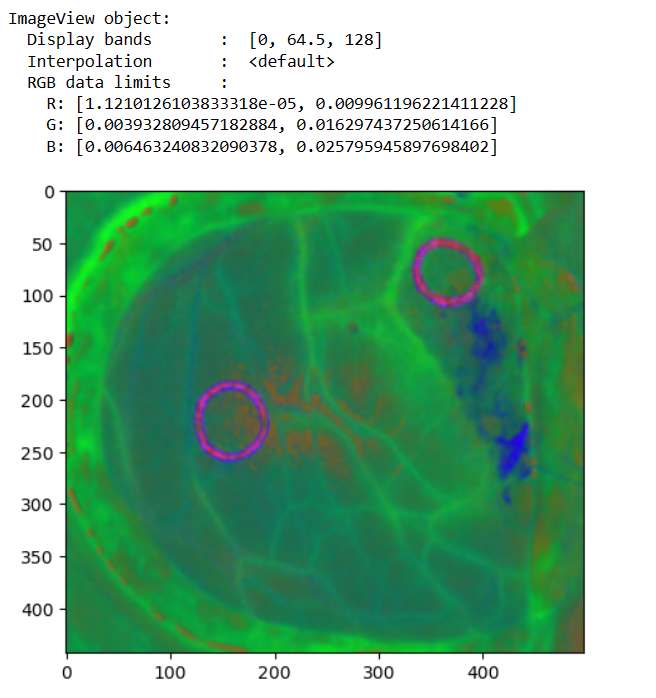 ImageView object:
Display bands : [0, 64.5, 128]
Interpolation : <default>
RGB data limits :
R: [1.1210126103833318e-05, 0.009961196221411228]
G: [0.003932809457182884, 0.016297437250614166]
B: [0.006463240832090378, 0.025795945897698402]
0
50
100
150
200
250
300
350
400
0 100 200 300 400